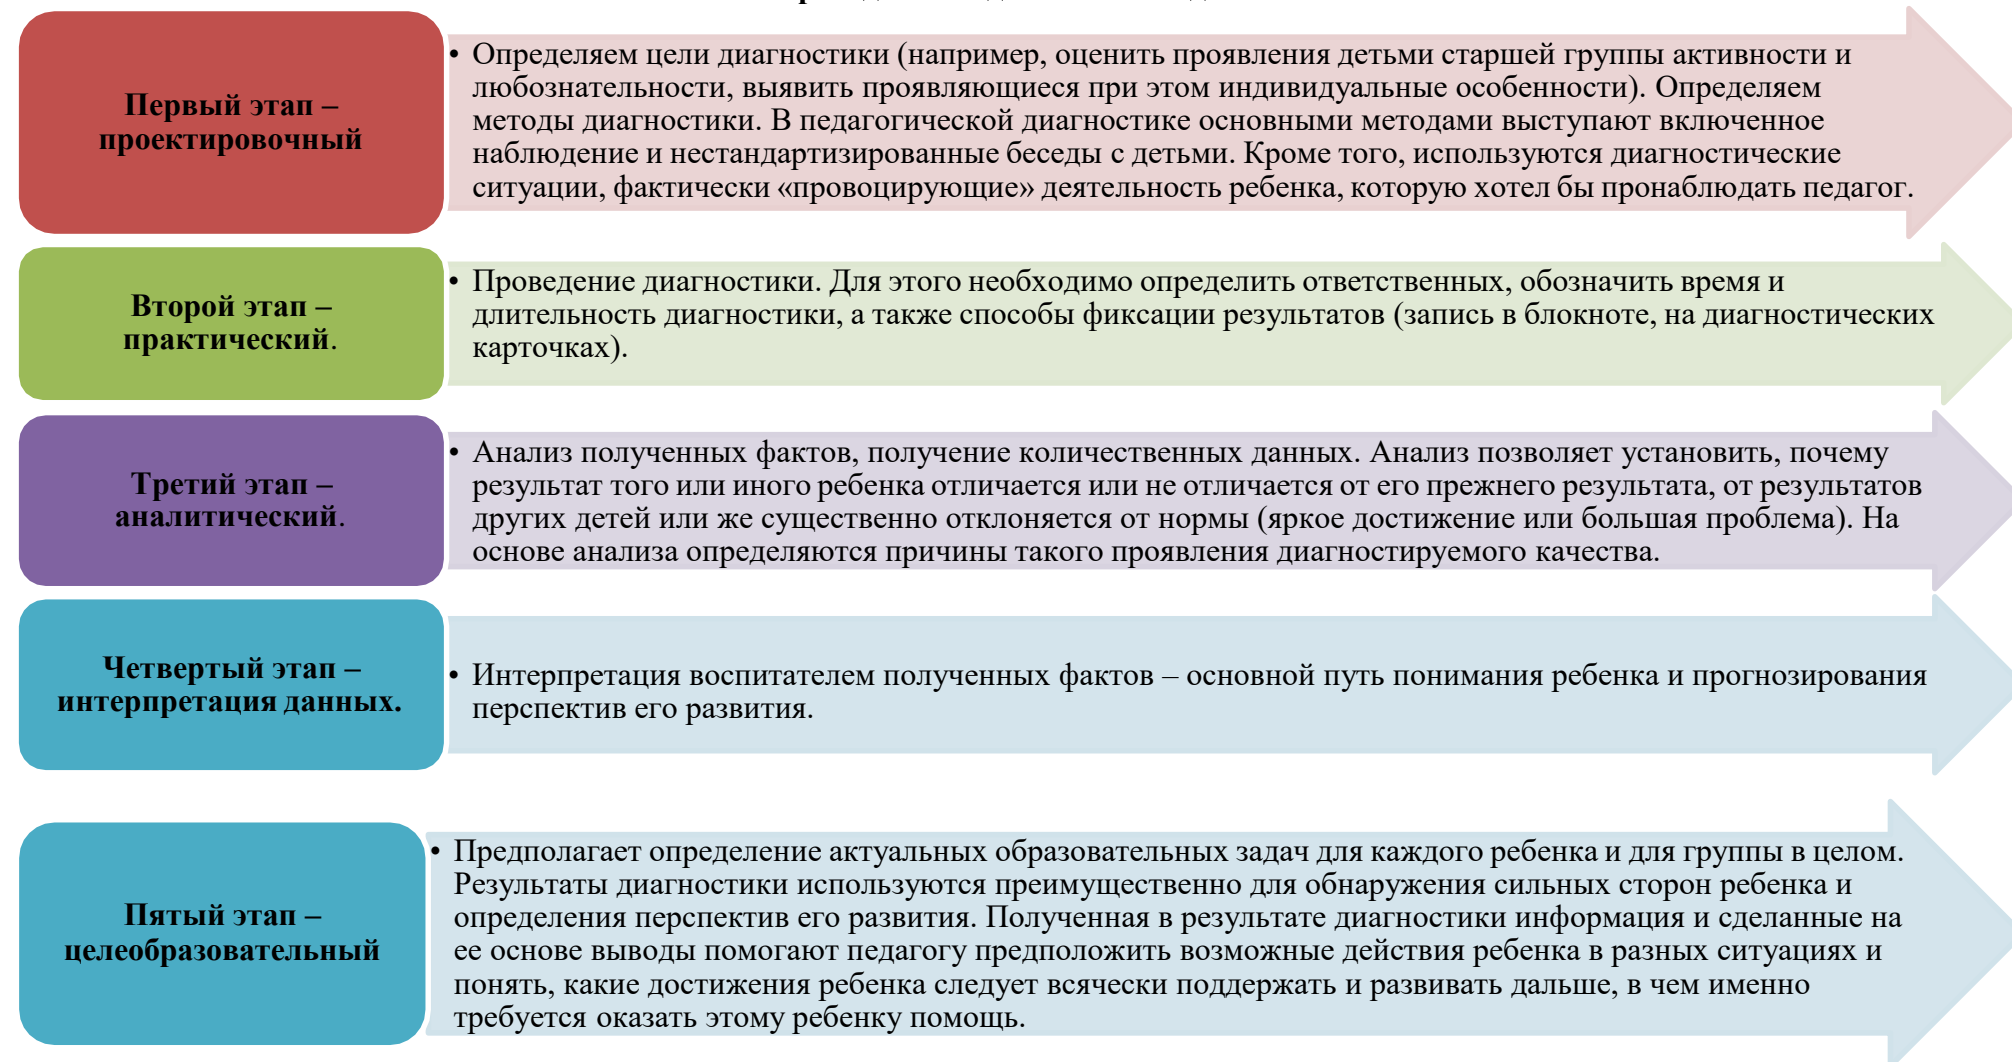 Первый этап –
проектировочный
• Определяем цели диагностики (например, оценить проявления детьми старшей группы активности и
любознательности, выявить проявляющиеся при этом индивидуальные особенности). Определяем
методы диагностики. В педагогической диагностике основными методами выступают включенное
наблюдение и нестандартизированные беседы с детьми. Кроме того, используются диагностические
ситуации, фактически «провоцирующие» деятельность ребенка, которую хотел бы пронаблюдать педагог.
Второй этап –
практический.
• Проведение диагностики. Для этого необходимо определить ответственных, обозначить время и
длительность диагностики, а также способы фиксации результатов (запись в блокноте, на диагностических
карточках).
Третий этап –
аналитический.
• Анализ полученных фактов, получение количественных данных. Анализ позволяет установить, почему
результат того или иного ребенка отличается или не отличается от его прежнего результата, от результатов
других детей или же существенно отклоняется от нормы (яркое достижение или большая проблема). На
основе анализа определяются причины такого проявления диагностируемого качества.
Четвертый этап –
интерпретация данных.
• Интерпретация воспитателем полученных фактов – основной путь понимания ребенка и прогнозирования
перспектив его развития.
Пятый этап –
целеобразовательный
• Предполагает определение актуальных образовательных задач для каждого ребенка и для группы в целом.
Результаты диагностики используются преимущественно для обнаружения сильных сторон ребенка и
определения перспектив его развития. Полученная в результате диагностики информация и сделанные на
ее основе выводы помогают педагогу предположить возможные действия ребенка в разных ситуациях и
понять, какие достижения ребенка следует всячески поддержать и развивать дальше, в чем именно
требуется оказать этому ребенку помощь.